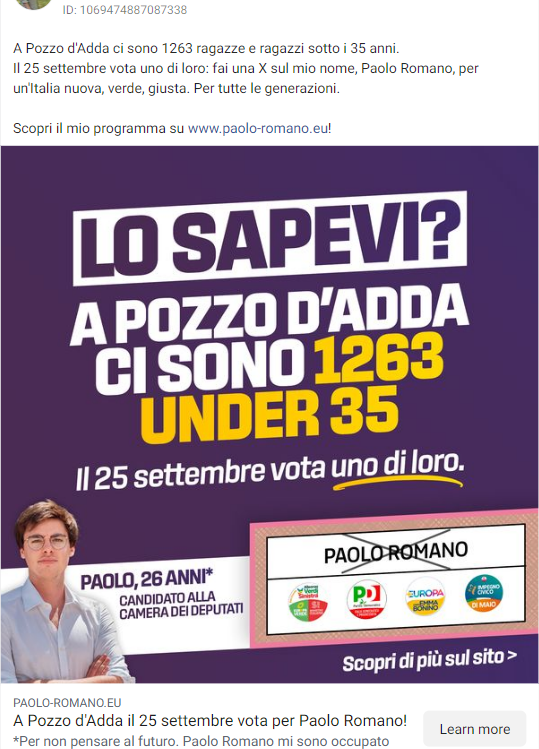 ID: 1069474887087338
A Pozzo d'Adda ci sono 1263 ragazze e ragazzi sotto i 35 anni.
Il 25 settembre vota uno di loro: fai una X sul mio nome, Paolo Romano, per
un'Italia nuova, verde, giusta. Per tutte le generazioni.
Scopri il mio programma su www.paolo-romano.eu!
LO SAPEVI?
A POZZO D'ADDA
CI SONO 1263
UNDER 35
Il 25 settembre vota uno di loro.
PAOLO, 26 ANNI*
CANDIDATO ALLA
CAMERA DEI DEPUTATI
PAOLO ROMANO
Verdi
Sinistra
PD
+EUROPA
EMMA
BONINO
IMPEGNO
CIVICO
DI MAIO
Scopri di più sul sito >
PAOLO-ROMANO.EU
A Pozzo d'Adda il 25 settembre vota per Paolo Romano!
Learn more
*Per non pensare al futuro. Paolo Romano mi sono occupato